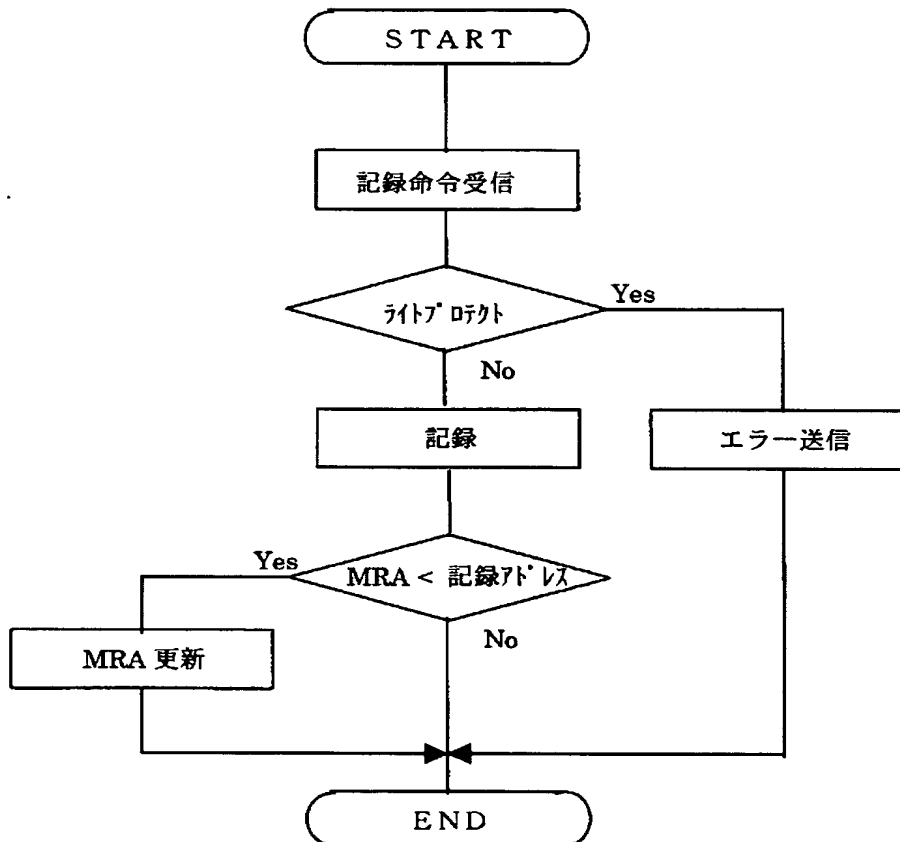 START
記録命令受信
ﾗｲﾄﾌﾟﾛﾃｸﾄ
Yes
No
記録
エラー送信
Yes
MRA < 記録ｱﾄﾞﾚｽ
No
MRA 更新
END